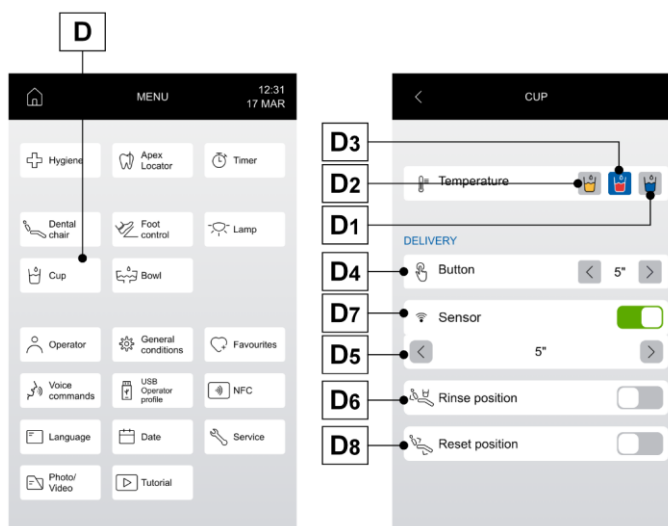 D
MENU
12:31
17 MAR
Hygiene
Apex
Locator
Timer
Dental
chair
Foot
control
Lamp
Cup
Bowl
Operator
General
conditions
Favourites
Voice
commands
USB
Operator
profile
NFC
Language
Date
Service
Photo/
Video
Tutorial
CUP
D3
D2
Temperature
D1
DELIVERY
D4
Button
5"
D7
Sensor
D5
5"
D6
Rinse position
D8
Reset position